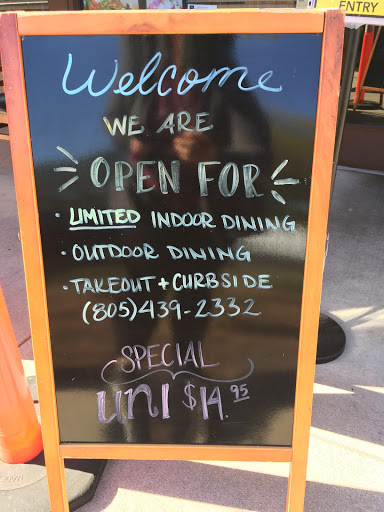 ENTRY
Welcome
WE ARE
OPEN FOR
· LIMITED INDOOR DINING
· OUTDOOR DINING
· TAKEOUT + CURBSIDE
(805)439-2332
SPECIAL
UNI $14.95